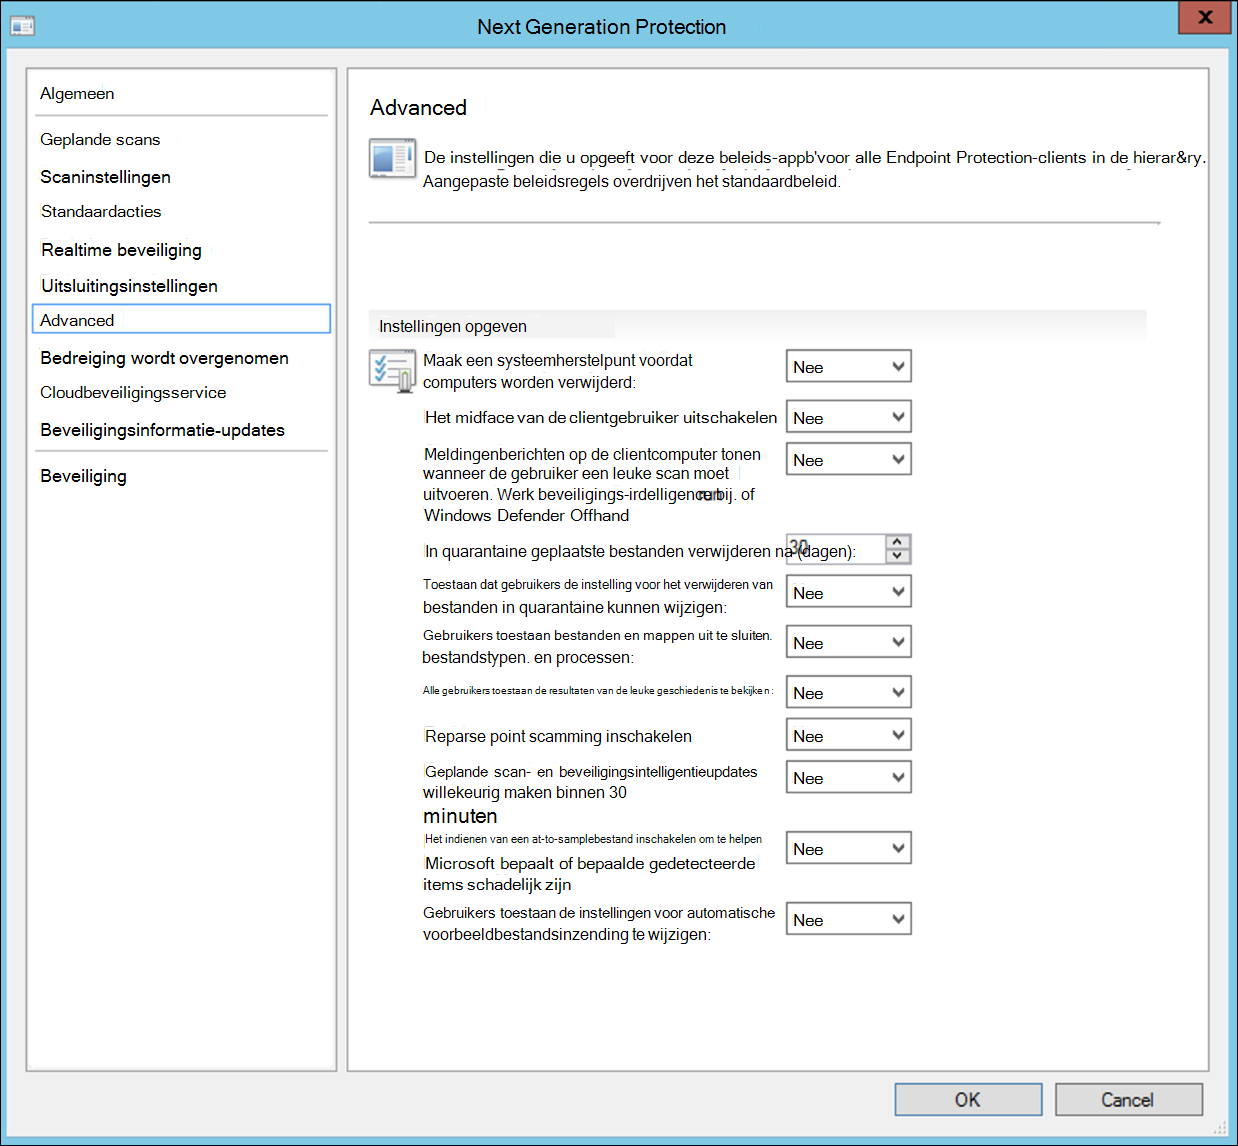 Next Generation Protection
x
Algemeen
Geplande scans
Scaninstellingen
Standaardacties
Realtime beveiliging
Uitsluitingsinstellingen
Advanced
Bedreiging wordt overgenomen
Cloudbeveiligingsservice
Beveiligingsinformatie-updates
Beveiliging
Advanced
De instellingen die u opgeeft voor deze beleids-appb'voor alle Endpoint Protection-clients in de hierar&ry.
Aangepaste beleidsregels overdrijven het standaardbeleid.
Instellingen opgeven
Maak een systeemherstelpunt voordat
computers worden verwijderd:
Nee
Het midface van de clientgebruiker uitschakelen
Nee
Meldingenberichten op de clientcomputer tonen
wanneer de gebruiker een leuke scan moet
uitvoeren. Werk beveiligings-irdelligence bij. of
Windows Defender Offhand
Nee
In quarantaine geplaatste bestanden verwijderen na (dagen):
30
Toestaan dat gebruikers de instelling voor het verwijderen van
bestanden in quarantaine kunnen wijzigen:
Nee
Gebruikers toestaan bestanden en mappen uit te sluiten.
bestandstypen. en processen:
Nee
Alle gebruikers toestaan de resultaten van de leuke geschiedenis te bekijken :
Nee
Reparse point scamming inschakelen
Nee
Geplande scan- en beveiligingsintelligentieupdates
willekeurig maken binnen 30
minuten
Nee
Het indienen van een at-to-samplebestand inschakelen om te helpen
Microsoft bepaalt of bepaalde gedetecteerde
items schadelijk zijn
Nee
Gebruikers toestaan de instellingen voor automatische
voorbeeldbestandsinzending te wijzigen:
Nee
OK
Cancel